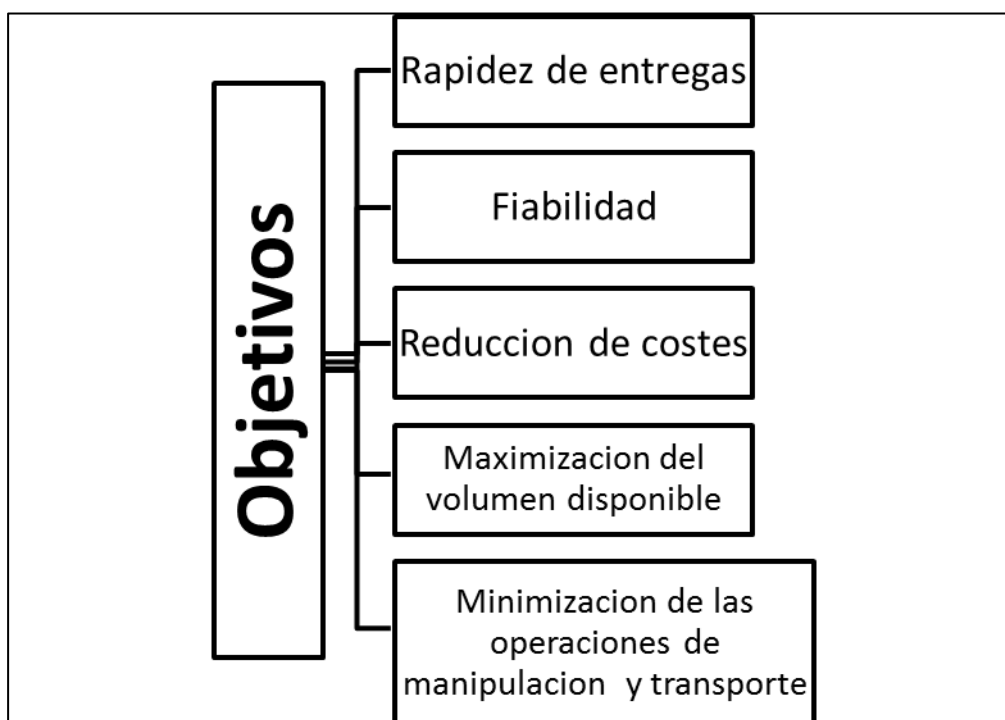 Objetivos
Rapidez de entregas
Fiabilidad
Reduccion de costes
Maximizacion del
volumen disponible
Minimizacion de las
operaciones de
manipulacion y transporte